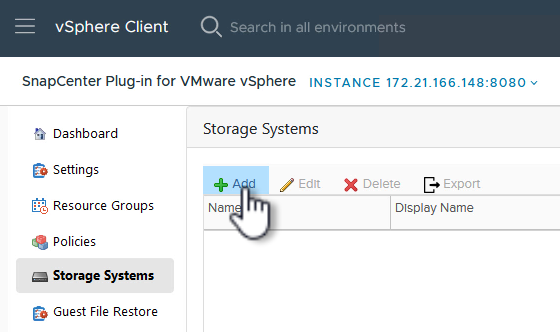 vSphere Client
Search in all environments
SnapCenter Plug-in for VMware vSphere INSTANCE 172.21.166.148:8080
Dashboard
Settings
Resource Groups
Policies
Storage Systems
Guest File Restore
Storage Systems
Add Edit Delete Export
Name Display Name